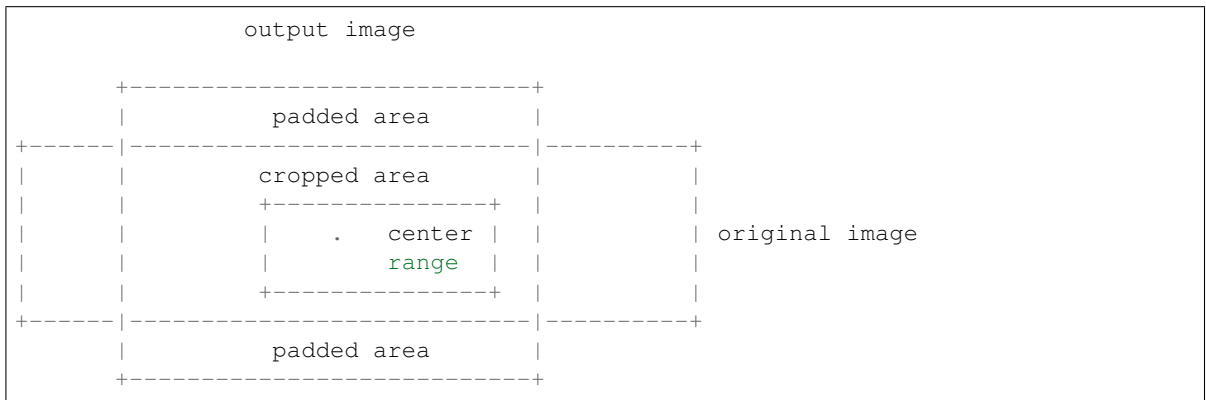 output image
+----------------------------+
| padded area |
+------|----------------------------|----------+
| | cropped area | |
| | +---------------+ | |
| | | . center | | | original image
| | | range | | |
| | +---------------+ | |
+------|----------------------------|----------+
| padded area |
+----------------------------+